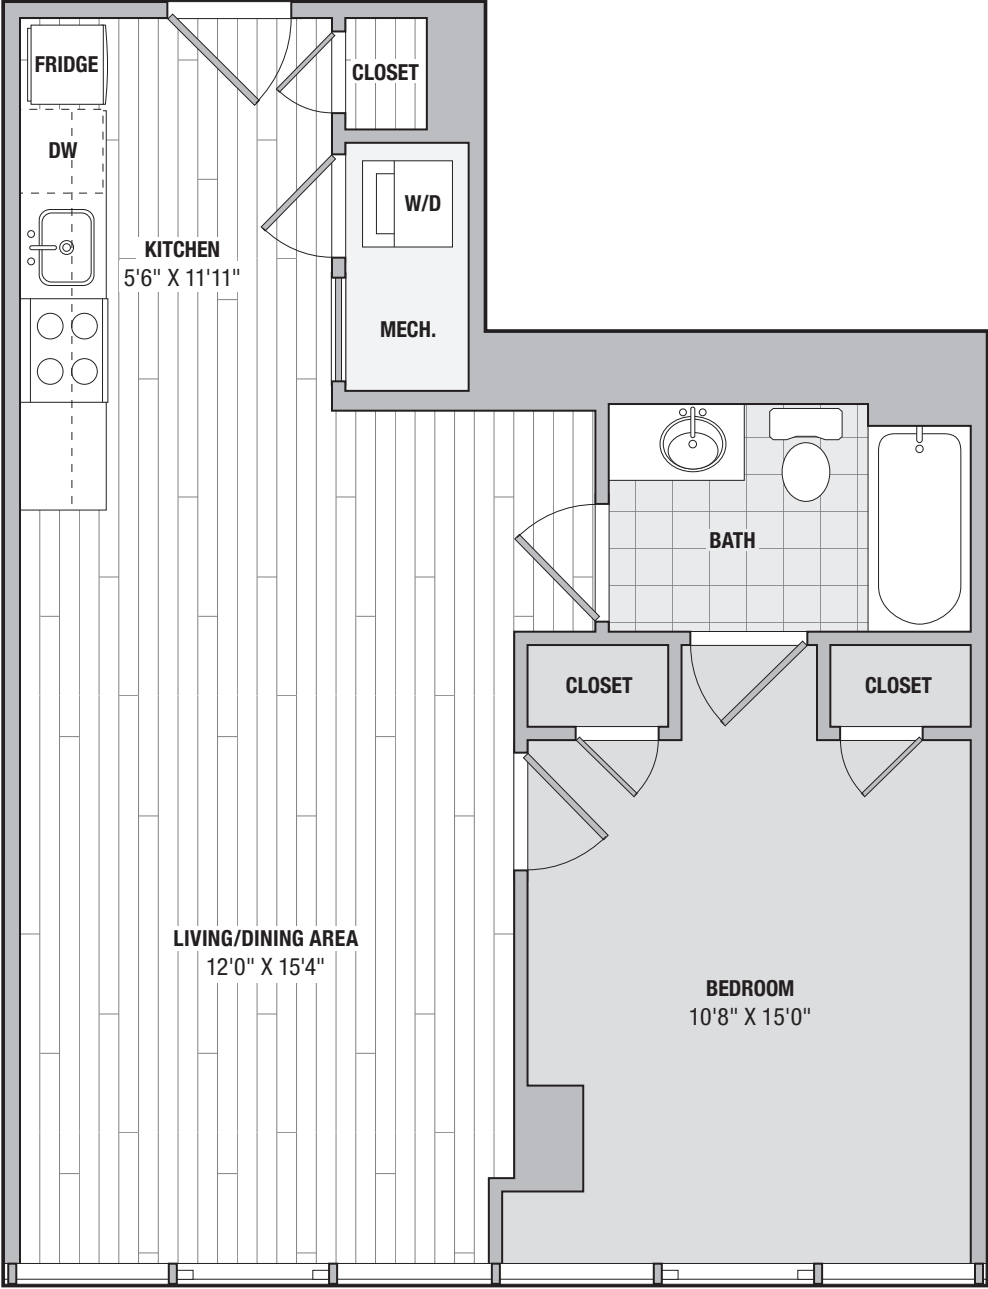 FRIDGE
CLOSET
DW
W/D
KITCHEN
5'6" X 11'11"
MECH.
BATH
CLOSET
CLOSET
LIVING/DINING AREA
12'0" X 15'4"
BEDROOM
10'8" X 15'0"